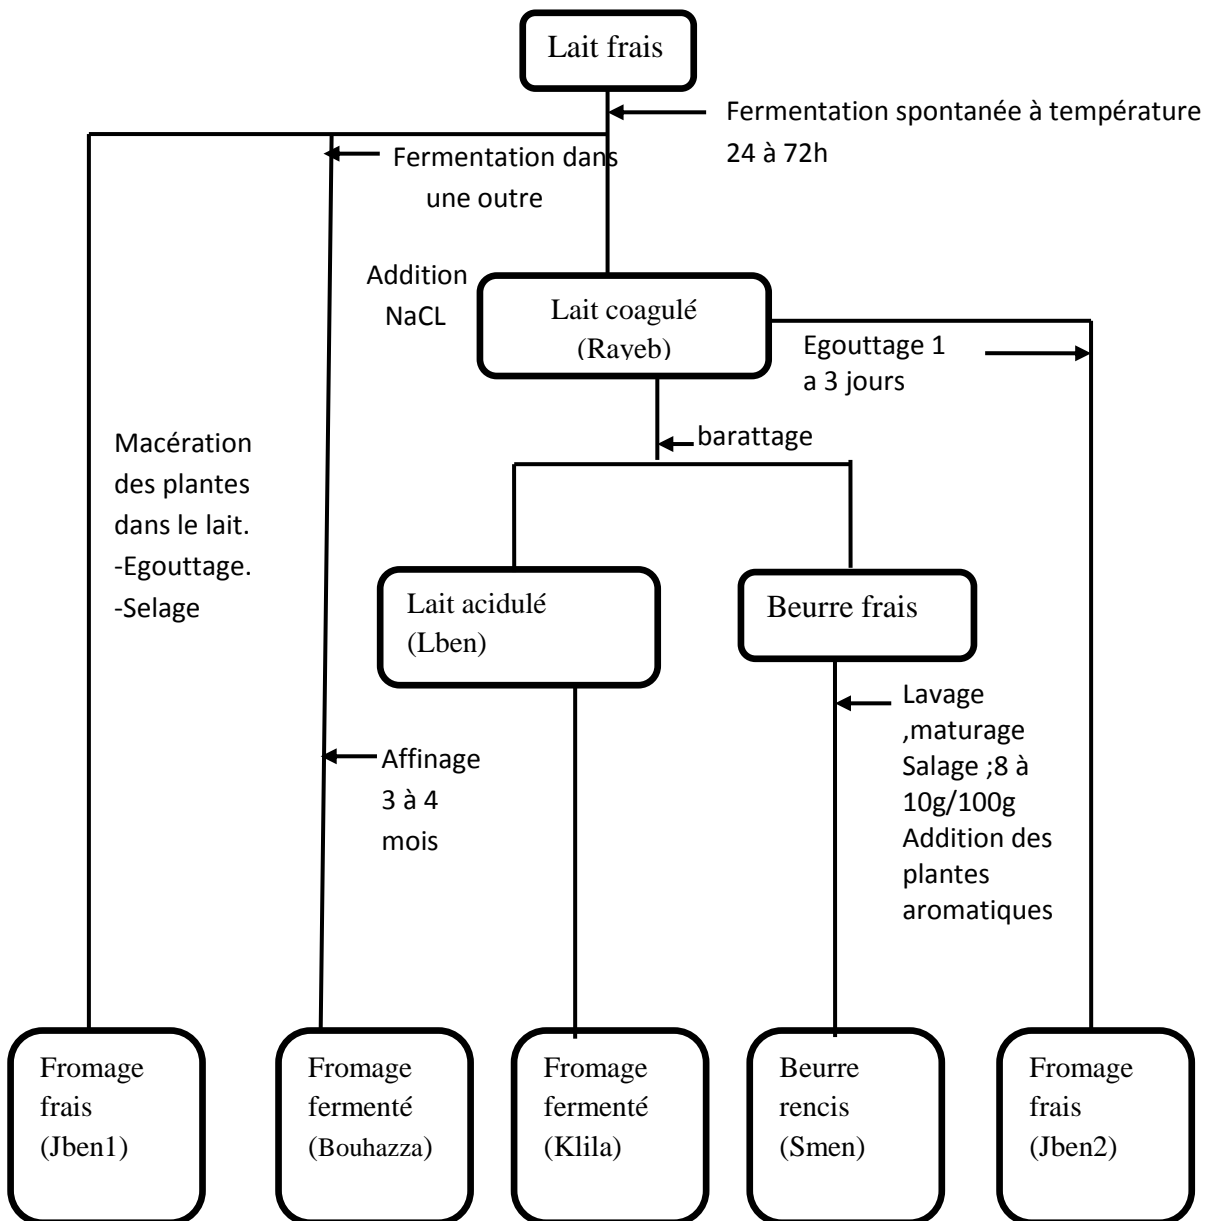 Lait frais
Fermentation spontanée à température
24 à 72h
Fermentation dans
une outre
Addition
NaCL
Lait coagulé
(Rayeb)
Egouttage 1
a 3 jours
barattage
Macération
des plantes
dans le lait.
-Egouttage.
-Selage
Lait acidulé
(Lben)
Beurre frais
Lavage
,maturage
Salage ;8 à
10g/100g
Addition des
plantes
aromatiques
Affinage
3 à 4
mois
Fromage
frais
(Jben1)
Fromage
fermenté
(Bouhazza)
Fromage
fermenté
(Klila)
Beurre
rencis
(Smen)
Fromage
frais
(Jben2)